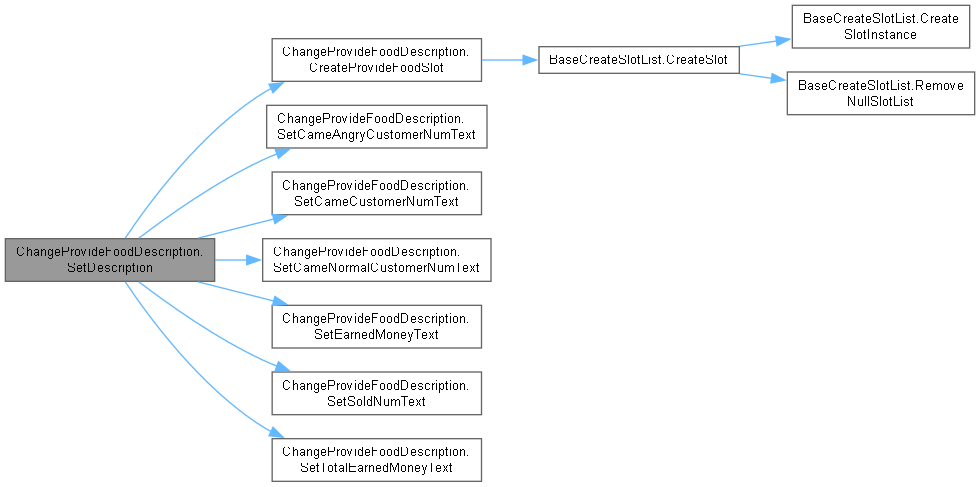 ChangeProvideFoodDescription.
SetDescription
ChangeProvideFoodDescription.
CreateProvideFoodSlot
BaseCreateSlotList.CreateSlot
BaseCreateSlotList.Create
SlotInstance
BaseCreateSlotList.Remove
NullSlotList
ChangeProvideFoodDescription.
SetCameAngryCustomerNumText
ChangeProvideFoodDescription.
SetCameCustomerNumText
ChangeProvideFoodDescription.
SetCameNormalCustomerNumText
ChangeProvideFoodDescription.
SetEarnedMoneyText
ChangeProvideFoodDescription.
SetSoldNumText
ChangeProvideFoodDescription.
SetTotalEarnedMoneyText